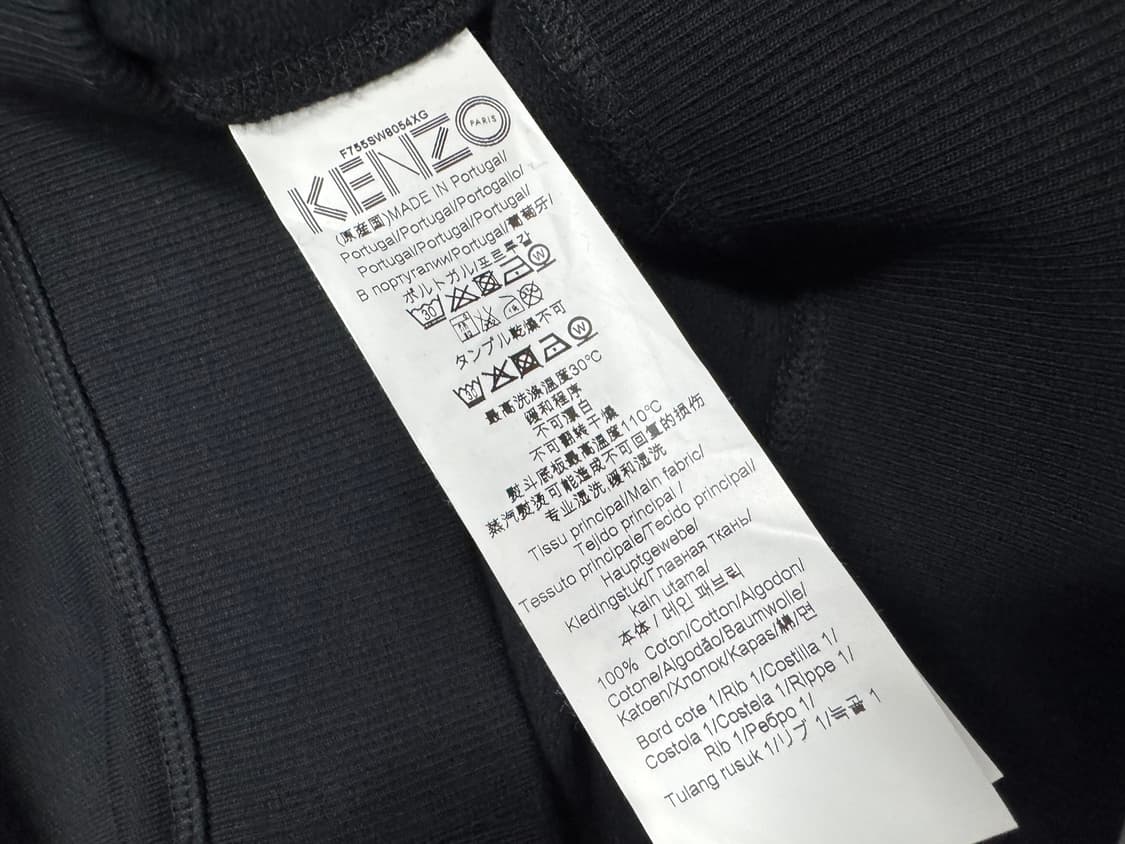 F755SW8054XG
KENZO PARIS
(原産国)MADE IN Portugal/
Portugal/Portugal/Portogallo/
Portugal/Portugal/Portugal/
В португалии/Portugal/葡萄牙/
ポルトガル/포르투갈
30 W
タンブル乾燥不可
30 W
最高洗涤温度30°C
缓和程序
不可漂白
不可翻转干燥
熨斗底板最高温度110°C
蒸汽熨烫可能造成不可回复的损伤
专业湿洗,缓和湿洗
Tissu principal/Main fabric/
Tejido principal /
Tessuto principale/Tecido principal/
Hauptgewebe/
Kledingstuk/Главная ткань/
kain utama/
本体 / 메인 패브릭
100% Coton/Cotton/Algodon/
Cotone/Algodão/Baumwolle/
Katoen/Хлопок/Kapas/綿/면
Bord cote 1/Rib 1/Costilla 1/
Costola 1/Costela 1/Rippe 1/
Rib 1/Ребро 1/
Tulang rusuk 1/リブ 1/늑골 1